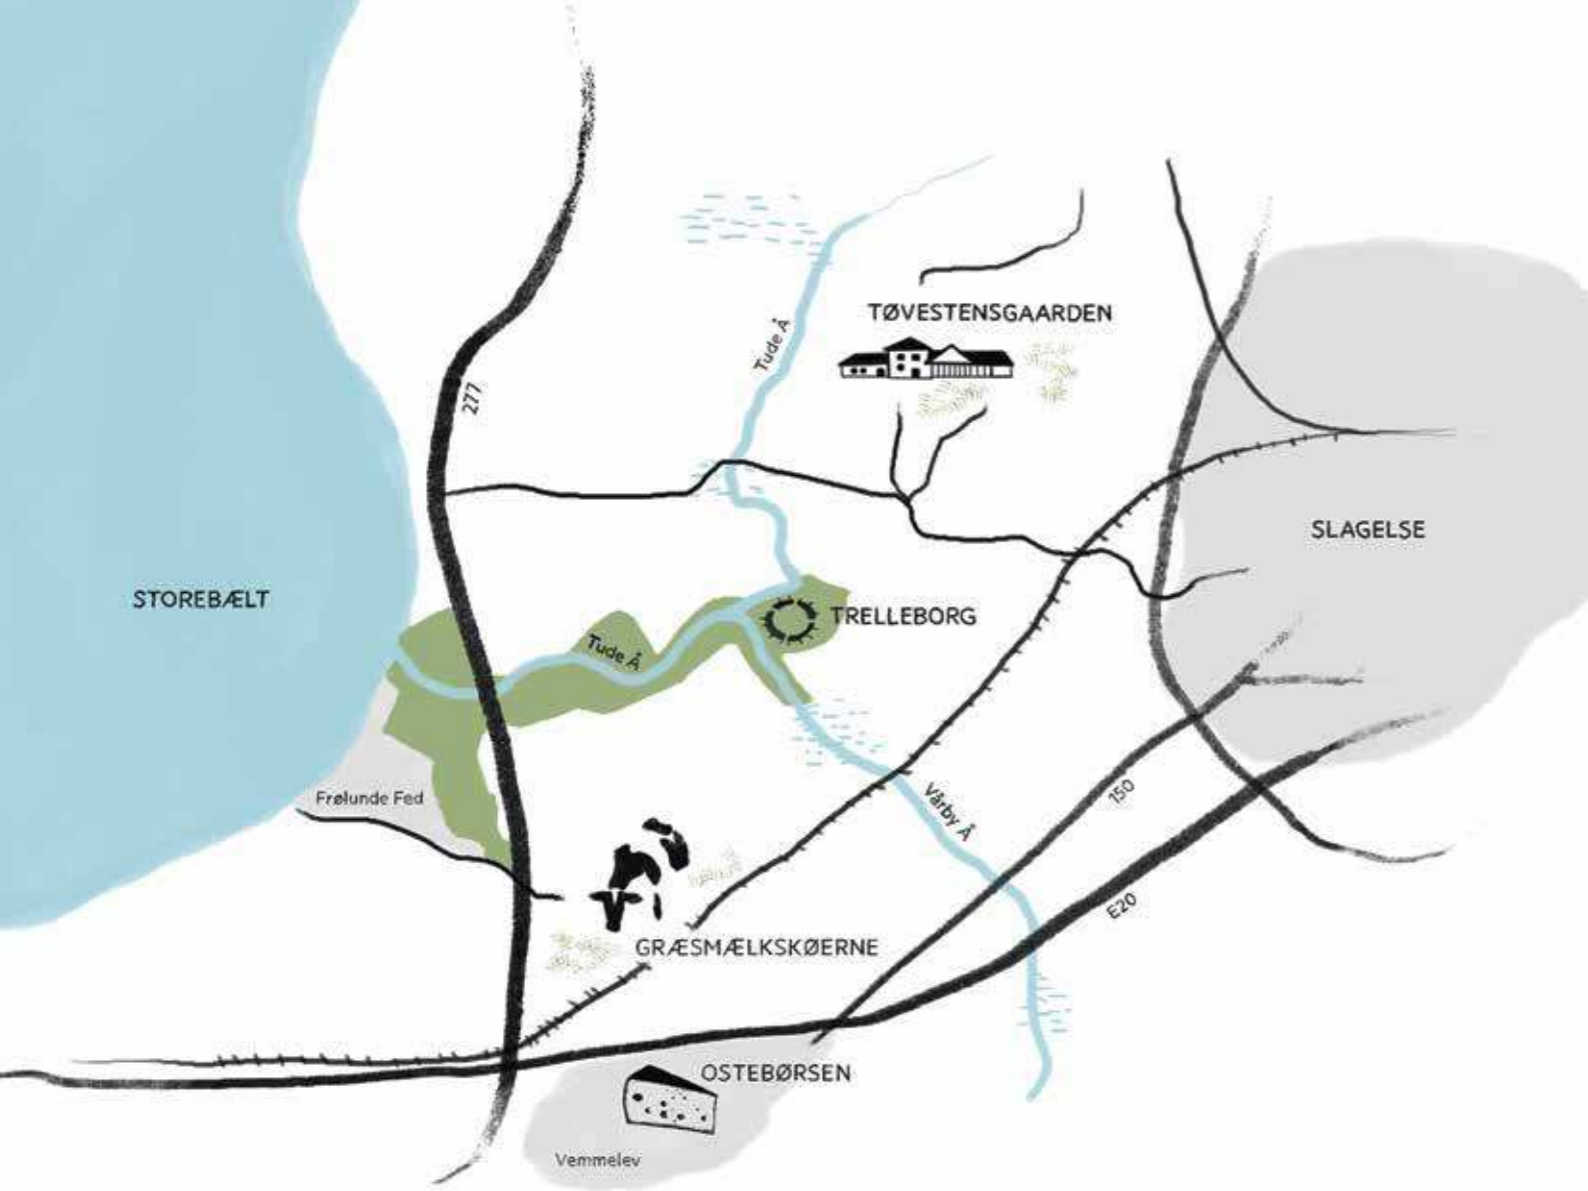 TØVESTENSGAARDEN
Tude Å
277
SLAGELSE
STOREBÆLT
TRELLEBORG
Tude Å
Frølunde Fed
150
Vårby Å
E20
GRÆSMÆLKSKØERNE
OSTEBØRSEN
Vemmelev